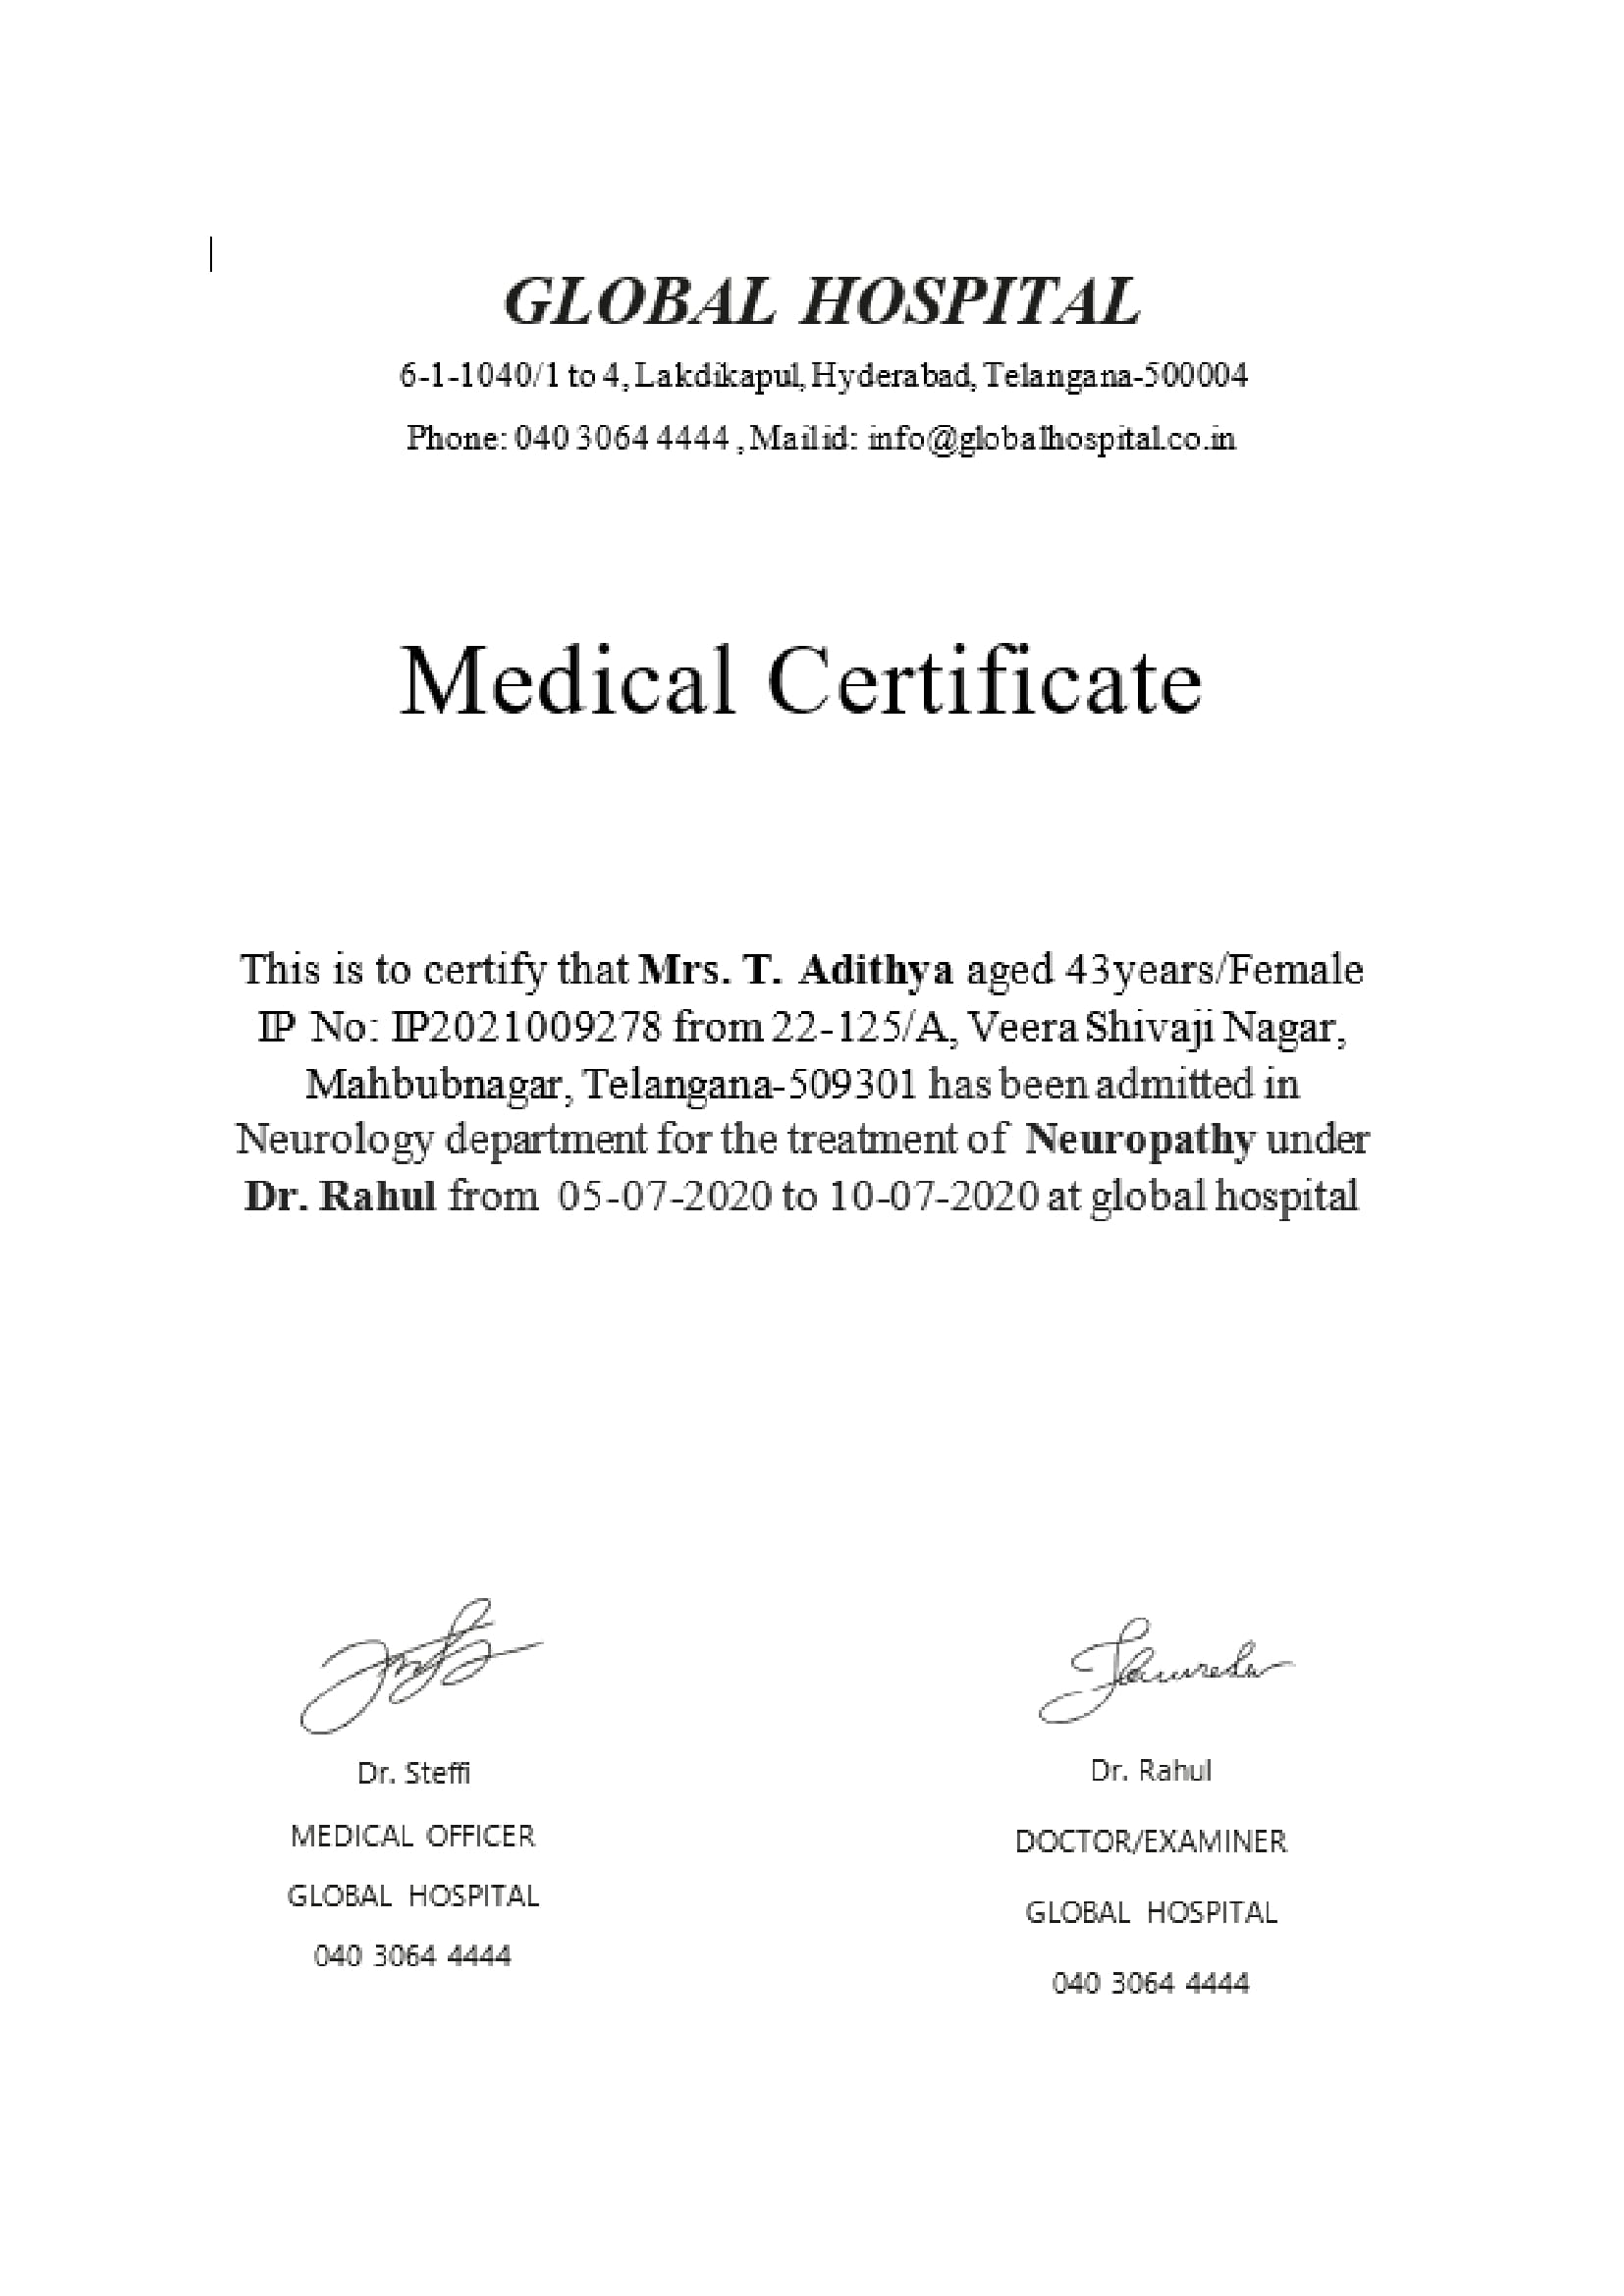 GLOBAL HOSPITAL
6-1-1040/1 to 4, Lakdikapul, Hyderabad, Telangana-500004
Phone: 040 3064 4444 , Mail id: info@globalhospital.co.in
Medical Certificate
This is to certify that Mrs. T. Adithya aged 43years/Female
IP No: IP2021009278 from 22-125/A, Veera Shivaji Nagar,
Mahbubnagar, Telangana-509301 has been admitted in
Neurology department for the treatment of Neuropathy under
Dr. Rahul from 05-07-2020 to 10-07-2020 at global hospital
Dr. Steffi
MEDICAL OFFICER
GLOBAL HOSPITAL
040 3064 4444
Dr. Rahul
DOCTOR/EXAMINER
GLOBAL HOSPITAL
040 3064 4444